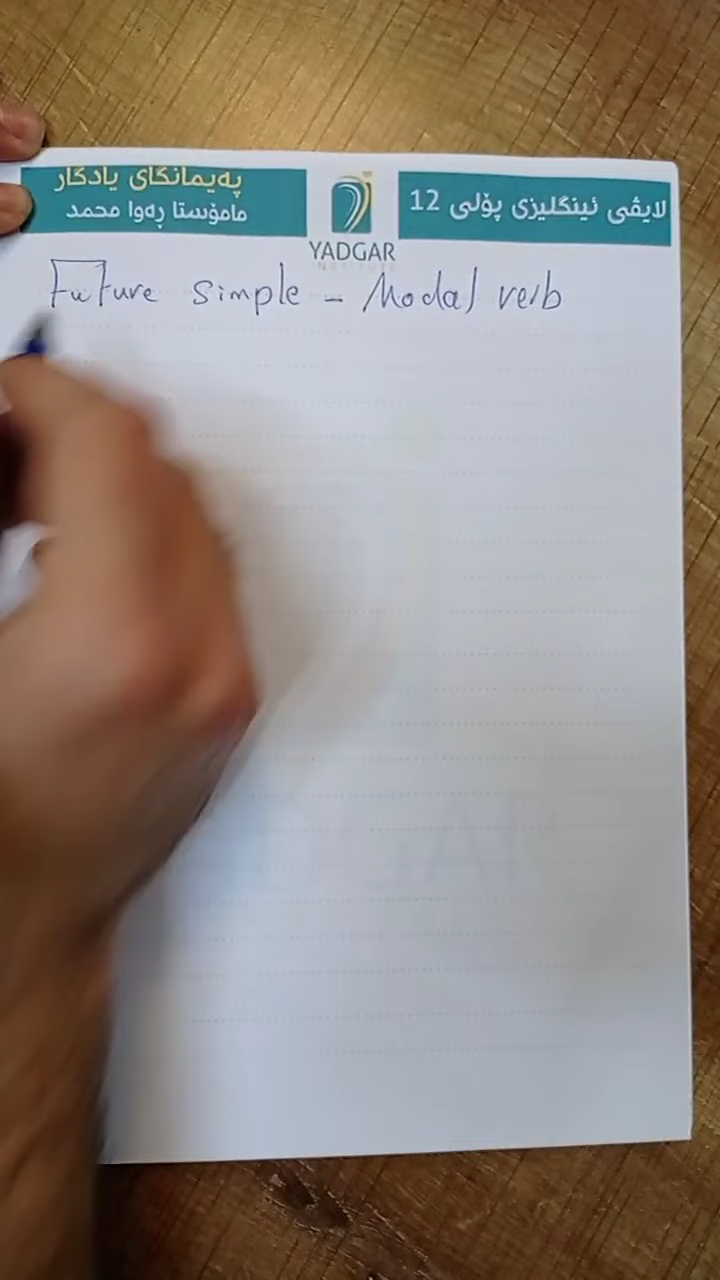 پەیمانگای یادگار
مامۆستا ڕەوا محمد
YADGAR
لایڤی ئینگلیزی پۆلی 12
Future simple - Modal verb